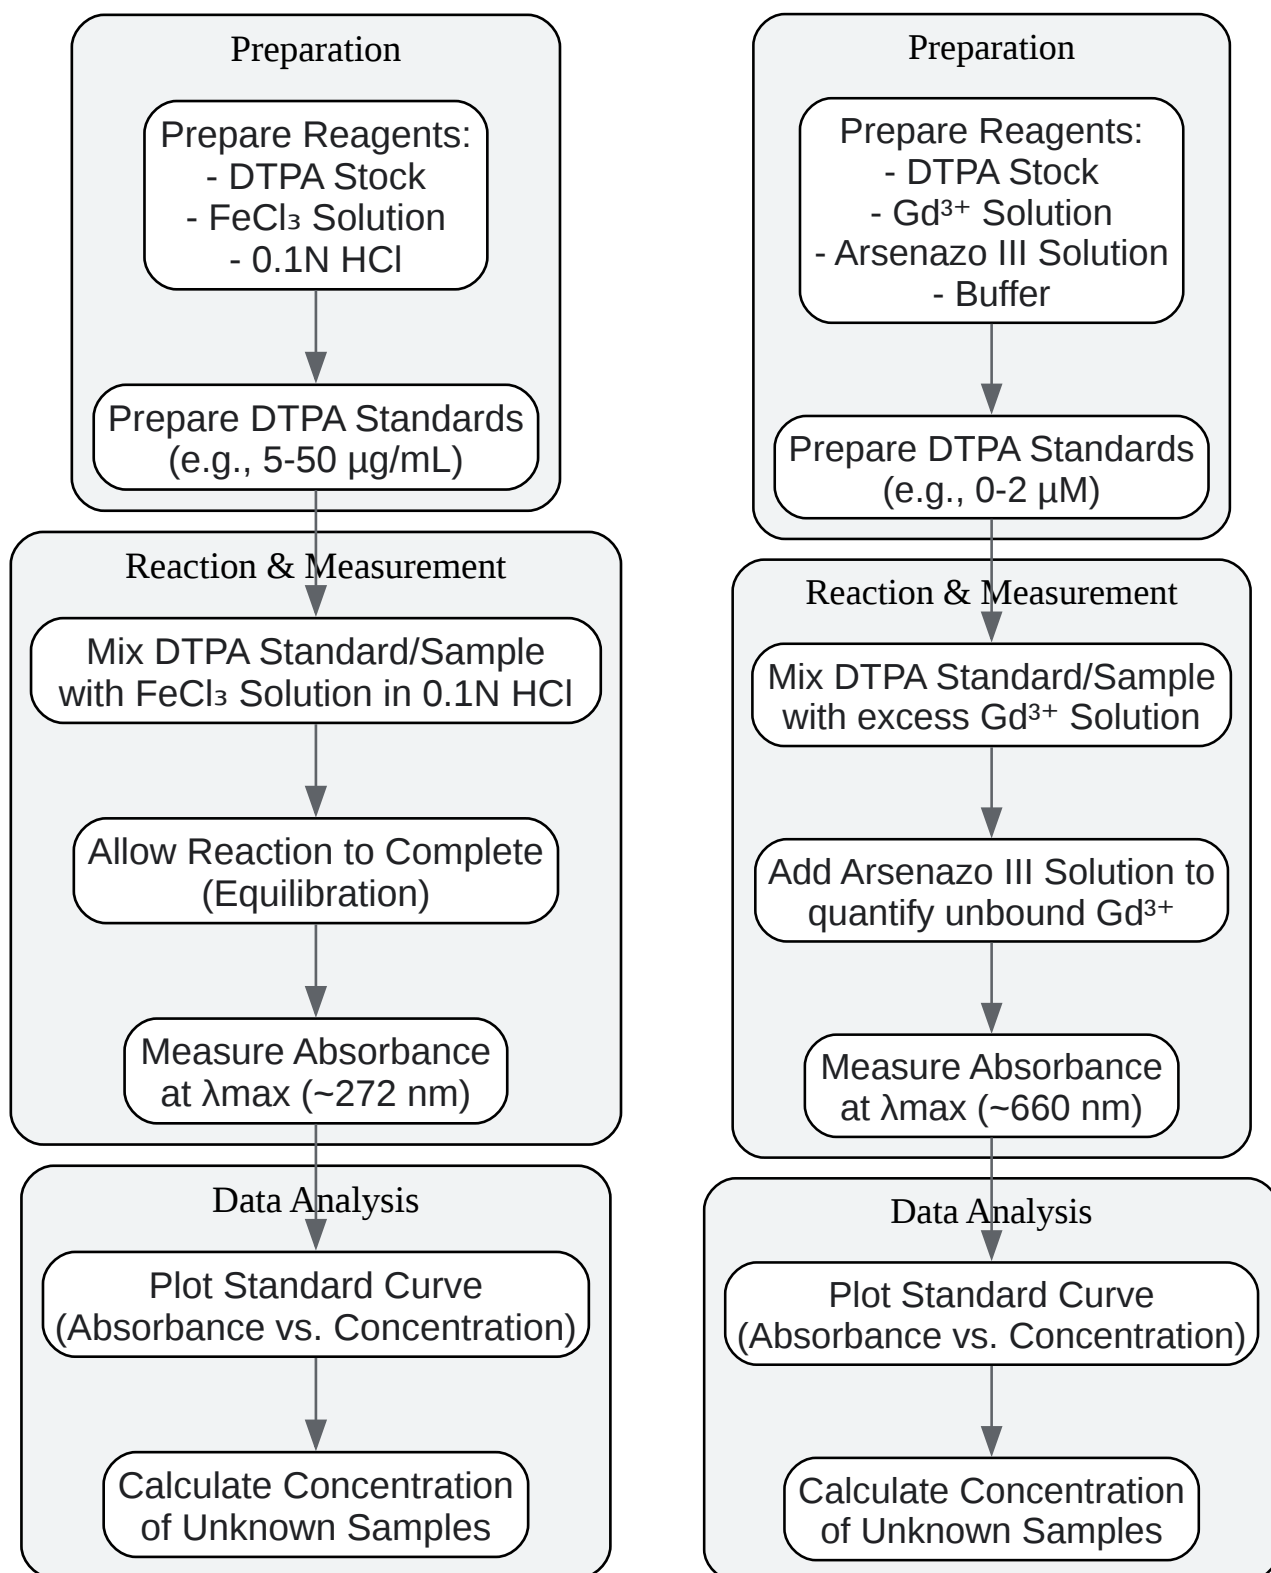 Preparation
Prepare Reagents:
- DTPA Stock
- FeCl₃ Solution
- 0.1N HCl
Prepare DTPA Standards
(e.g., 5-50 µg/mL)
Reaction & Measurement
Mix DTPA Standard/Sample
with FeCl₃ Solution in 0.1N HCl
Allow Reaction to Complete
(Equilibration)
Measure Absorbance
at λmax (~272 nm)
Data Analysis
Plot Standard Curve
(Absorbance vs. Concentration)
Calculate Concentration
of Unknown Samples
Preparation
Prepare Reagents:
- DTPA Stock
- Gd³⁺ Solution
- Arsenazo III Solution
- Buffer
Prepare DTPA Standards
(e.g., 0-2 µM)
Reaction & Measurement
Mix DTPA Standard/Sample
with excess Gd³⁺ Solution
Add Arsenazo III Solution to
quantify unbound Gd³⁺
Measure Absorbance
at λmax (~660 nm)
Data Analysis
Plot Standard Curve
(Absorbance vs. Concentration)
Calculate Concentration
of Unknown Samples